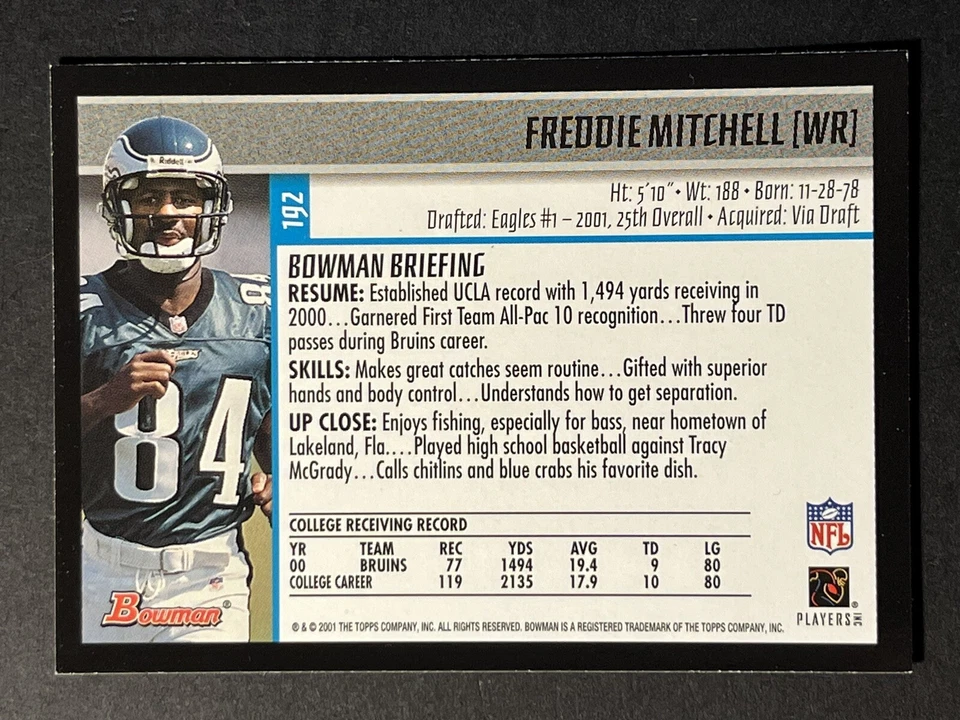 FREDDIE MITCHELL [WR]
192
Ht: 5'10" • Wt: 188 • Born: 11-28-78
Drafted: Eagles #1 – 2001, 25th Overall • Acquired: Via Draft
BOWMAN BRIEFING
RESUME: Established UCLA record with 1,494 yards receiving in
2000...Garnered First Team All-Pac 10 recognition...Threw four TD
passes during Bruins career.
SKILLS: Makes great catches seem routine...Gifted with superior
hands and body control...Understands how to get separation.
UP CLOSE: Enjoys fishing, especially for bass, near hometown of
Lakeland, Fla....Played high school basketball against Tracy
McGrady...Calls chitlins and blue crabs his favorite dish.
COLLEGE RECEIVING RECORD
YR TEAM REC YDS AVG TD LG
00 BRUINS 77 1494 19.4 9 80
COLLEGE CAREER 119 2135 17.9 10 80
® & © 2001 THE TOPPS COMPANY, INC. ALL RIGHTS RESERVED. BOWMAN IS A REGISTERED TRADEMARK OF THE TOPPS COMPANY, INC.
NFL
PLAYERS INC
®
Riddell
84
84
EAGLES
Bowman®